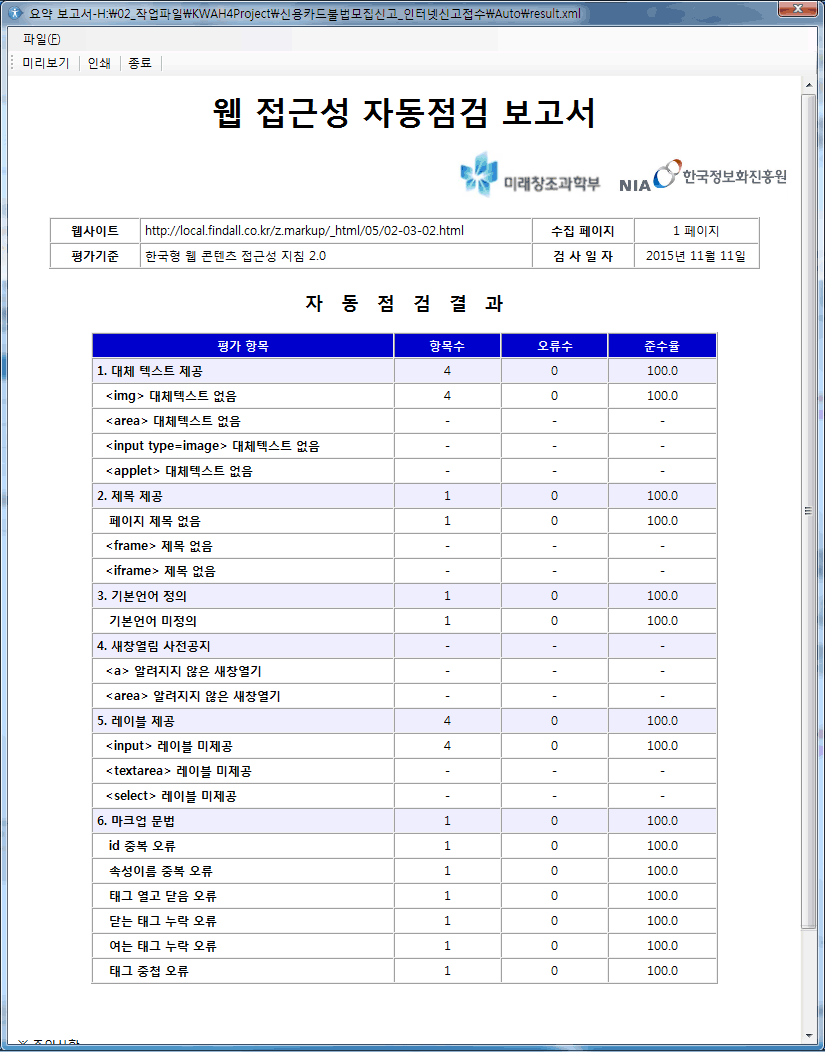 요약 보고서-H:\02_작업파일\KWAH4Project\신용카드불법모집신고_인터넷신고접수\Auto\result.xml
파일(F)
미리보기 인쇄 종료
웹 접근성 자동점검 보고서
미래창조과학부 NIA 한국정보화진흥원
웹사이트 http://local.findall.co.kr/z.markup/_html/05/02-03-02.html 수집 페이지 1 페이지
평가기준 한국형 웹 콘텐츠 접근성 지침 2.0 검 사 일 자 2015년 11월 11일
자 동 점 검 결 과
평가 항목 항목수 오류수 준수율
1. 대체 텍스트 제공 4 0 100.0
<img> 대체텍스트 없음 4 0 100.0
<area> 대체텍스트 없음 - - -
<input type=image> 대체텍스트 없음 - - -
<applet> 대체텍스트 없음 - - -
2. 제목 제공 1 0 100.0
페이지 제목 없음 1 0 100.0
<frame> 제목 없음 - - -
<iframe> 제목 없음 - - -
3. 기본언어 정의 1 0 100.0
기본언어 미정의 1 0 100.0
4. 새창열림 사전공지 - - -
<a> 알려지지 않은 새창열기 - - -
<area> 알려지지 않은 새창열기 - - -
5. 레이블 제공 4 0 100.0
<input> 레이블 미제공 4 0 100.0
<textarea> 레이블 미제공 - - -
<select> 레이블 미제공 - - -
6. 마크업 문법 1 0 100.0
id 중복 오류 1 0 100.0
속성이름 중복 오류 1 0 100.0
태그 열고 닫음 오류 1 0 100.0
닫는 태그 누락 오류 1 0 100.0
여는 태그 누락 오류 1 0 100.0
태그 중첩 오류 1 0 100.0
※ 주의사항